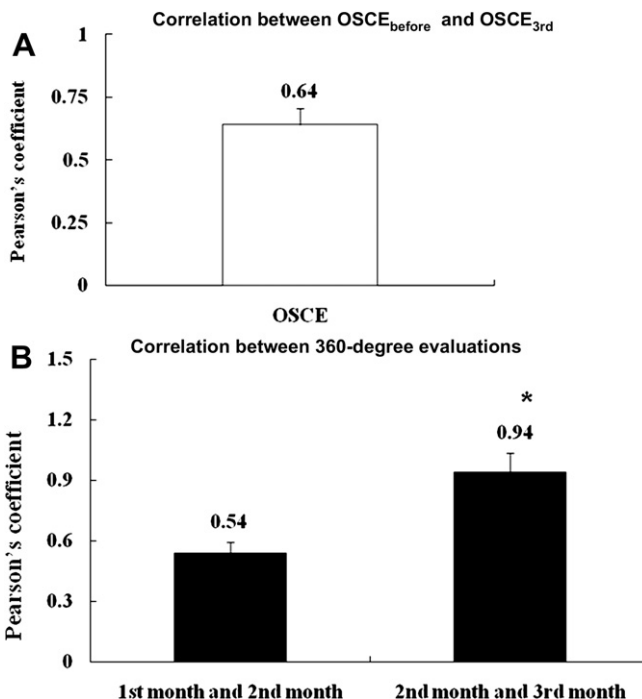 A
Correlation between OSCEbefore and OSCE3rd
Pearson's coefficient
1
0.75
0.5
0.25
0
0.64
OSCE
B
Correlation between 360-degree evaluations
Pearson's coefficient
1.5
1.2
0.9
0.6
0.3
0
0.54
*
0.94
1st month and 2nd month
2nd month and 3rd month